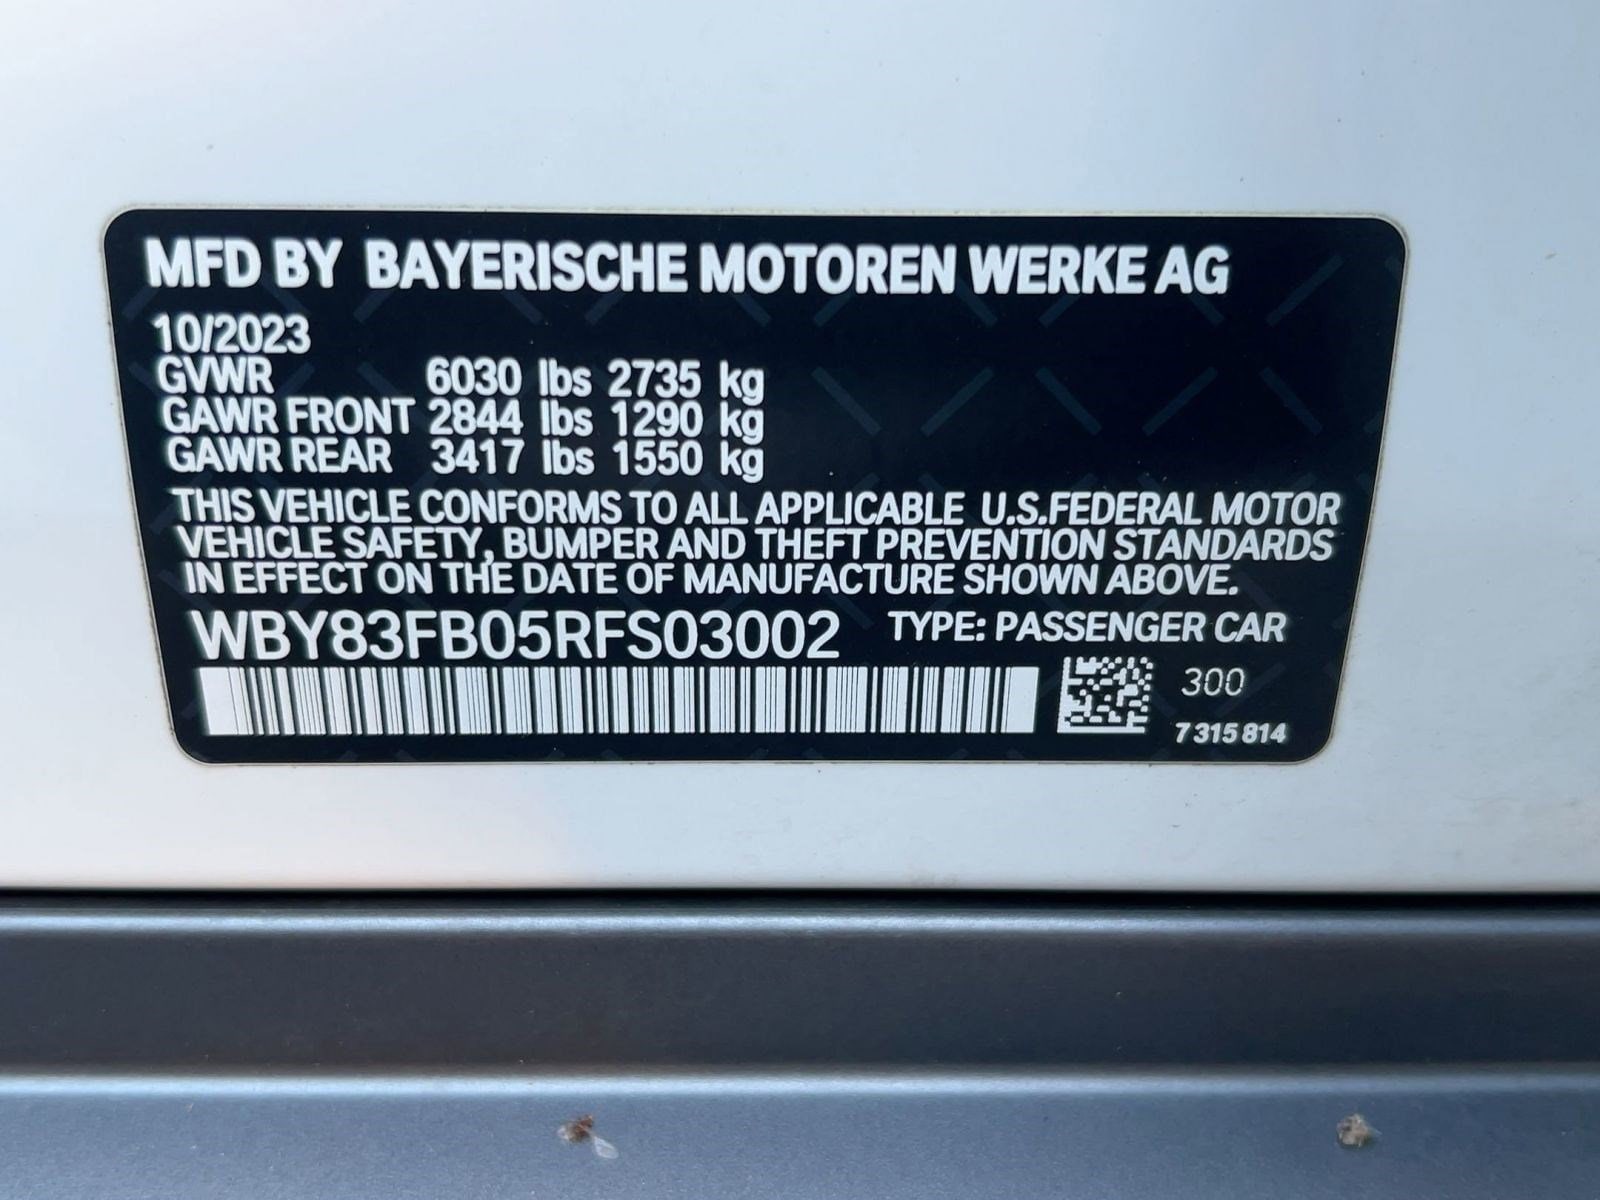 MFD BY BAYERISCHE MOTOREN WERKE AG
10/2023
GVWR 6030 lbs 2735 kg
GAWR FRONT 2844 lbs 1290 kg
GAWR REAR 3417 lbs 1550 kg
THIS VEHICLE CONFORMS TO ALL APPLICABLE U.S.FEDERAL MOTOR
VEHICLE SAFETY, BUMPER AND THEFT PREVENTION STANDARDS
IN EFFECT ON THE DATE OF MANUFACTURE SHOWN ABOVE.
WBY83FB05RFS03002 TYPE: PASSENGER CAR
300
7 315 814